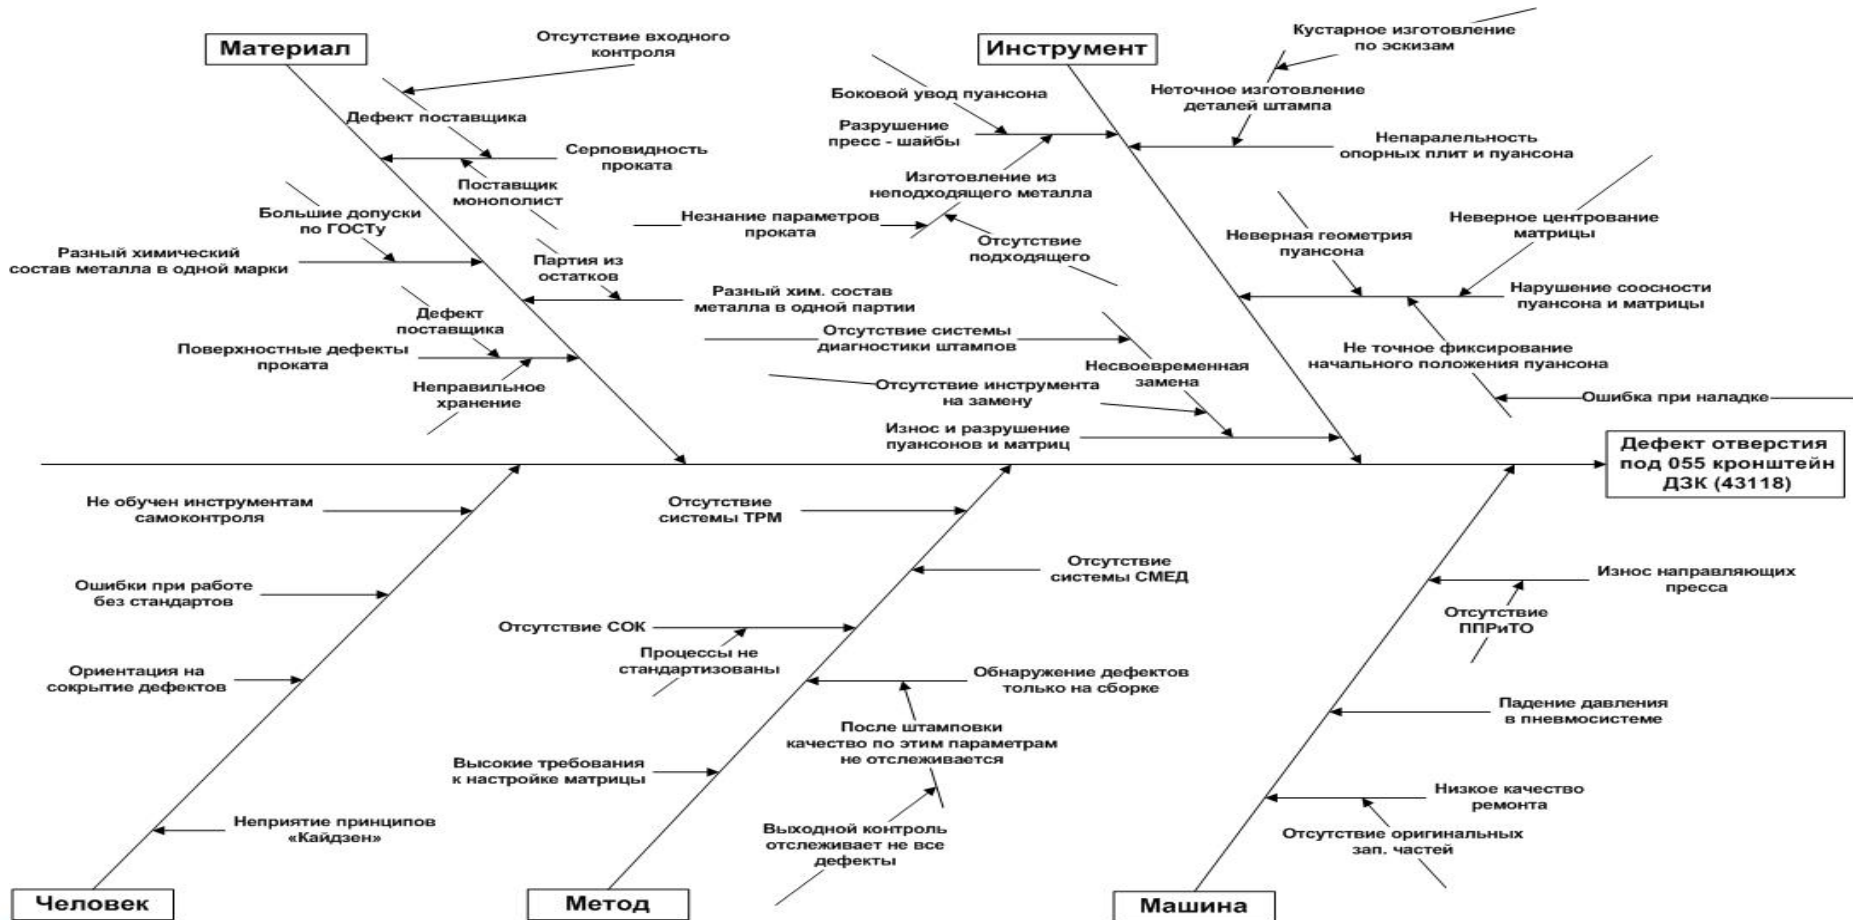 Материал
Отсутствие входного
контроля
Дефект поставщика
Серповидность
проката
Поставщик
монополист
Большие допуски
по ГОСТу
Разный химический
состав металла в одной марки
Партия из
остатков
Разный хим. состав
металла в одной партии
Дефект
поставщика
Поверхностные дефекты
проката
Неправильное
хранение
Инструмент
Кустарное изготовление
по эскизам
Боковой увод пуансона
Неточное изготовление
деталей штампа
Разрушение
пресс - шайбы
Непаралельность
опорных плит и пуансона
Изготовление из
неподходящего металла
Незнание параметров
проката
Отсутствие
подходящего
Неверная геометрия
пуансона
Неверное центрование
матрицы
Нарушение соосности
пуансона и матрицы
Отсутствие системы
диагностики штампов
Несвоевременная
замена
Не точное фиксирование
начального положения пуансона
Отсутствие инструмента
на замену
Ошибка при наладке
Износ и разрушение
пуансонов и матриц
Дефект отверстия
под 055 кронштейн
ДЗК (43118)
Не обучен инструментам
самоконтроля
Ошибки при работе
без стандартов
Ориентация на
сокрытие дефектов
Неприятие принципов
«Кайдзен»
Человек
Отсутствие
системы ТРМ
Отсутствие
системы СМЕД
Отсутствие СОК
Процессы не
стандартизованы
Обнаружение дефектов
только на сборке
После штамповки
качество по этим параметрам
не отслеживается
Высокие требования
к настройке матрицы
Выходной контроль
отслеживает не все
дефекты
Метод
Износ направляющих
пресса
Отсутствие
ППРиТО
Падение давления
в пневмосистеме
Низкое качество
ремонта
Отсутствие оригинальных
зап. частей
Машина